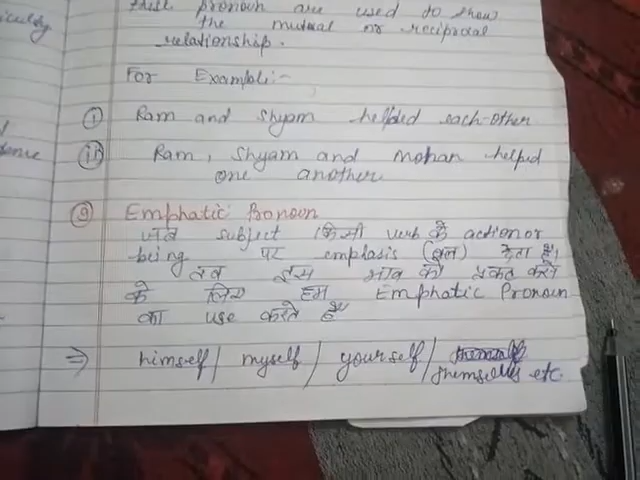 iculty
these pronoun are used to show
the mutual or reciprocal
relationship.
For Example:-
(i) Ram and Shyam helped each-other
(ii) Ram, Shyam and Mohan helped
one another
(9) Emphatic Pronoun
जब subject किसी verb के action or
being पर emplasis (बल) देता है।
तब इस भाव को प्रकट करने
के लिए हम Emphatic Pronoun
का use करते हैं
⇒ himself / myself / yourself /
themselves etc.